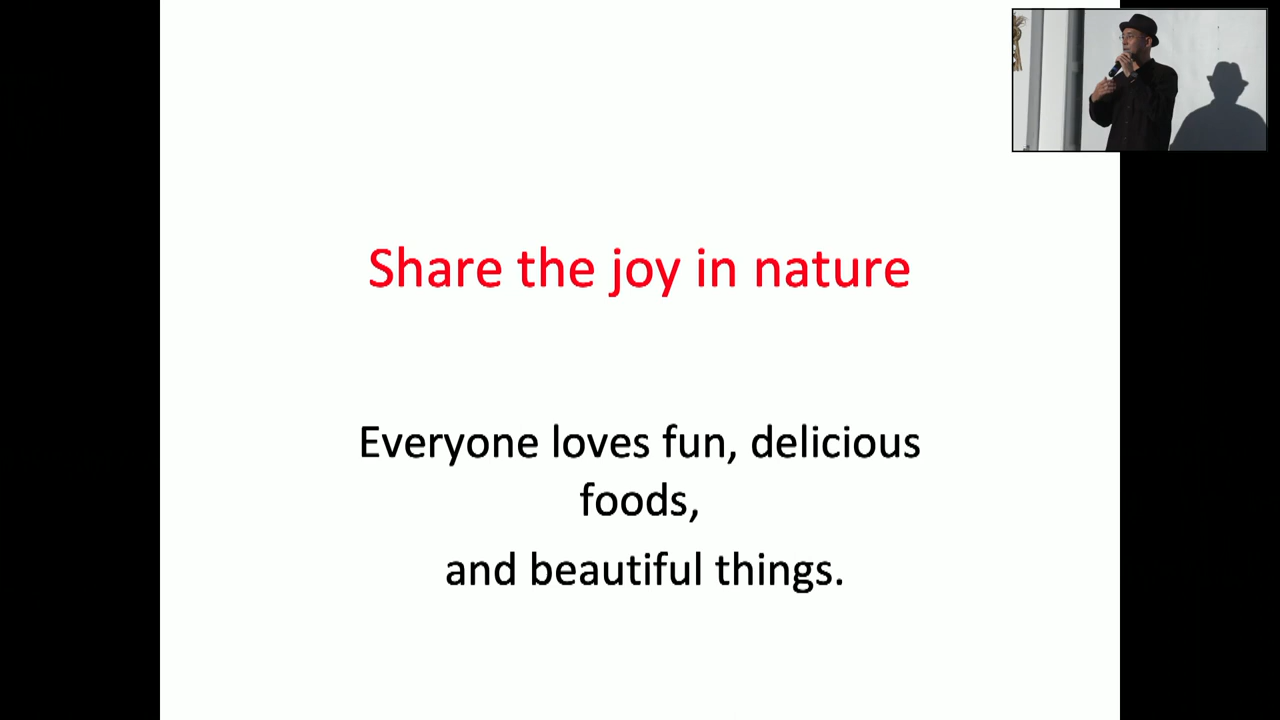 Share the joy in nature
Everyone loves fun, delicious
foods,
and beautiful things.